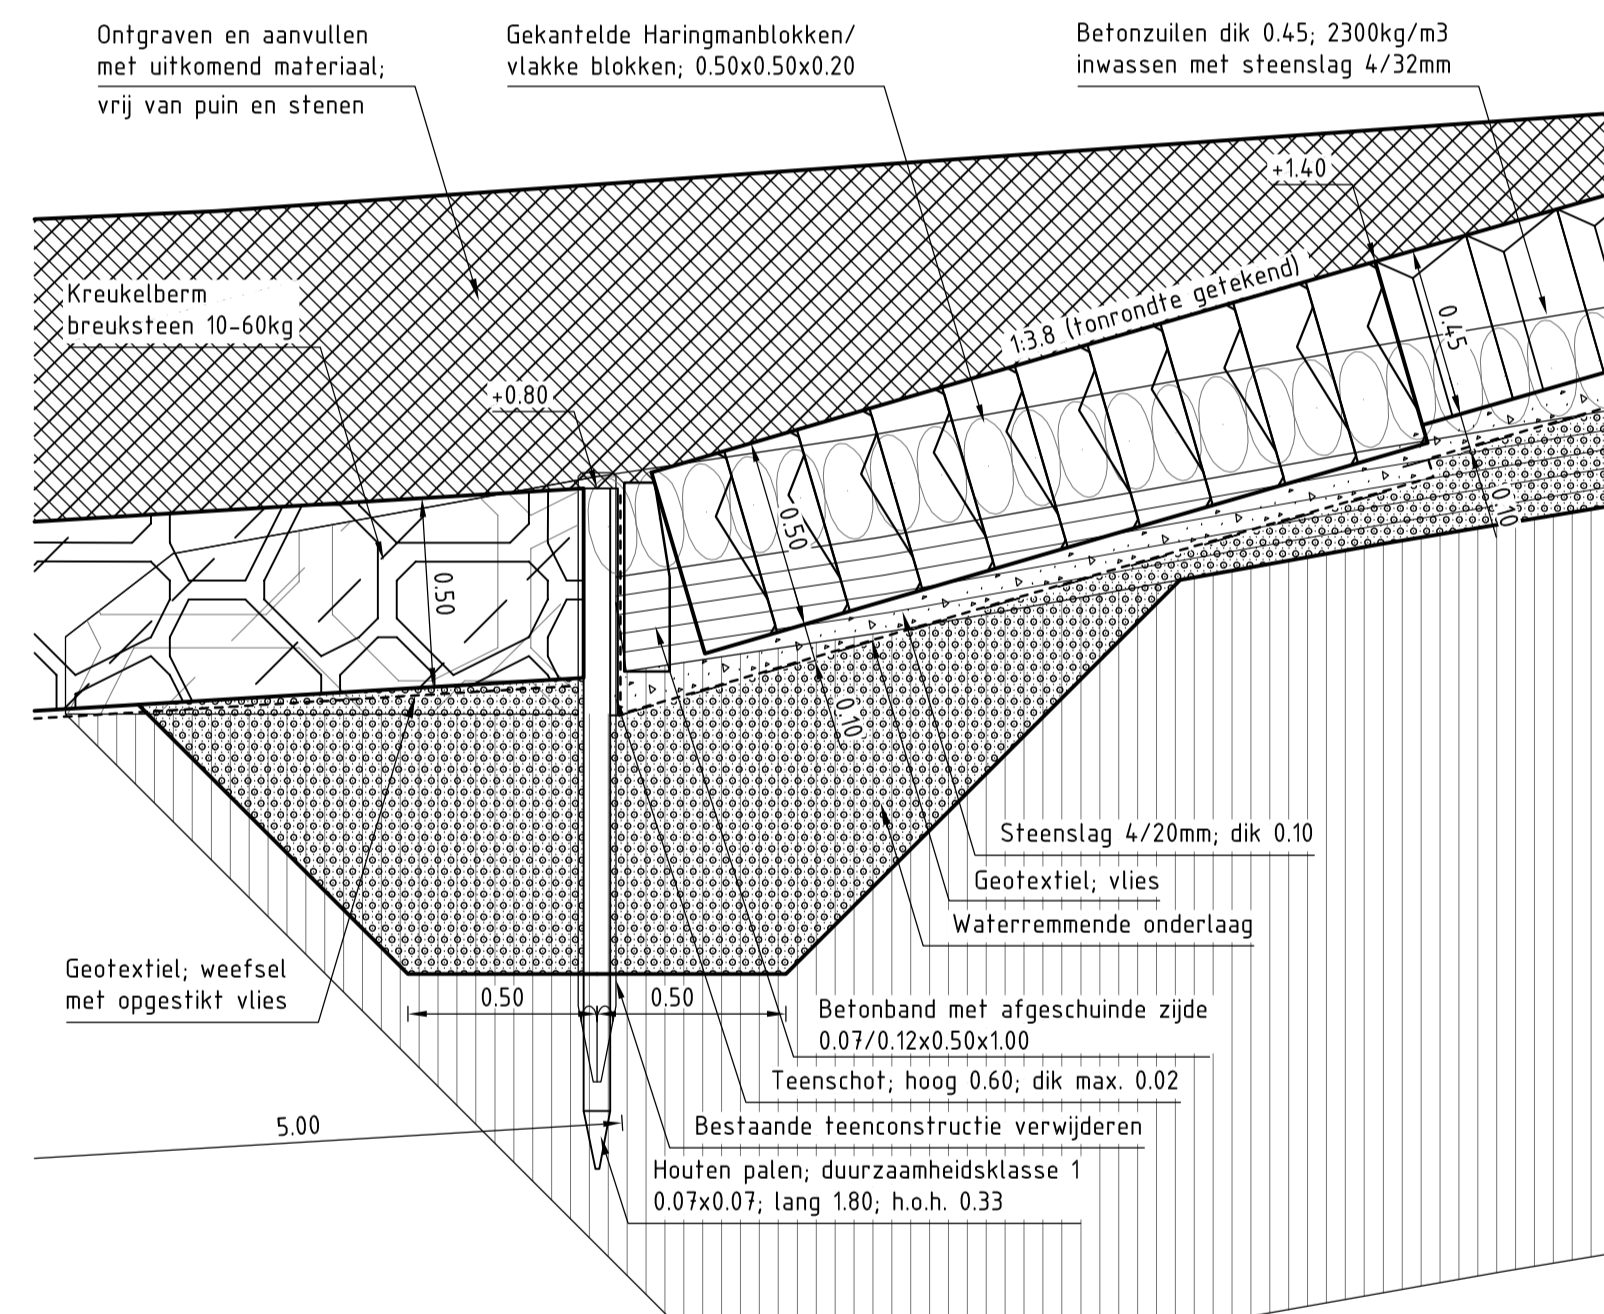 Ontgraven en aanvullen
met uitkomend materiaal;
vrij van puin en stenen
Gekantelde Haringmanblokken/
vlakke blokken; 0.50x0.50x0.20
Betonzuilen dik 0.45; 2300kg/m3
inwassen met steenslag 4/32mm
+1.40
1:3.8 (tonrondte getekend)
Kreukelberm
breuksteen 10-60kg
+0.80
0.45
0.50
0.50
0.10
0.10
Steenslag 4/20mm; dik 0.10
Geotextiel; vlies
Waterremmende onderlaag
Geotextiel; weefsel
met opgestikt vlies
0.50
0.50
Betonband met afgeschuinde zijde
0.07/0.12x0.50x1.00
Teenschot; hoog 0.60; dik max. 0.02
Bestaande teenconstructie verwijderen
5.00
Houten palen; duurzaamheidsklasse 1
0.07x0.07; lang 1.80; h.o.h. 0.33